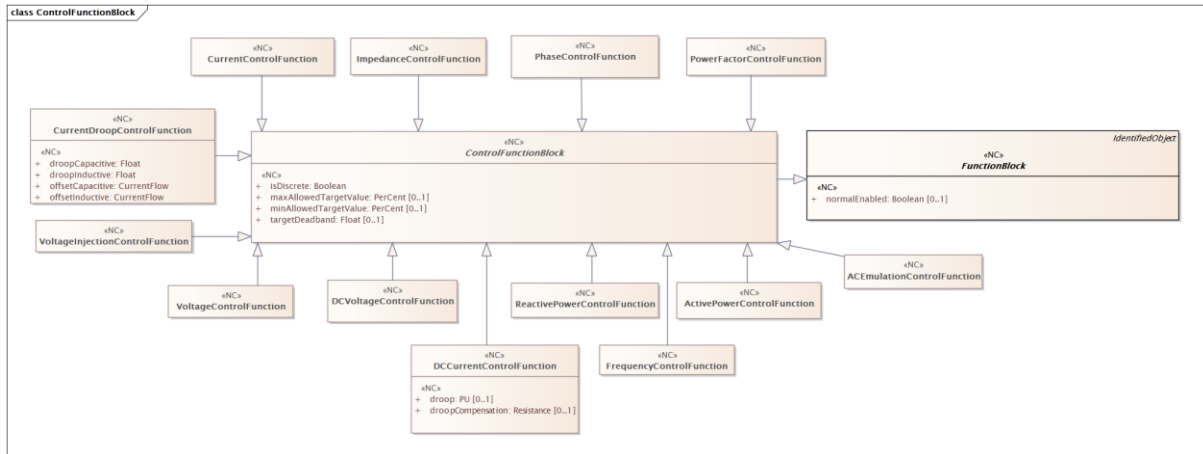 class ControlFunctionBlock
«NC»
CurrentControlFunction
«NC»
ImpedanceControlFunction
«NC»
PhaseControlFunction
«NC»
PowerFactorControlFunction
«NC»
CurrentDroopControlFunction
«NC»
+ droopCapacitive: Float
+ droopInductive: Float
+ offsetCapacitive: CurrentFlow
+ offsetInductive: CurrentFlow
«NC»
ControlFunctionBlock
«NC»
+ isDiscrete: Boolean
+ maxAllowedTargetValue: PerCent [0..1]
+ minAllowedTargetValue: PerCent [0..1]
+ targetDeadband: Float [0..1]
IdentifiedObject
«NC»
FunctionBlock
«NC»
+ normalEnabled: Boolean [0..1]
«NC»
VoltageInjectionControlFunction
«NC»
VoltageControlFunction
«NC»
DCVoltageControlFunction
«NC»
ReactivePowerControlFunction
«NC»
ActivePowerControlFunction
«NC»
ACEmulationControlFunction
«NC»
DCCurrentControlFunction
«NC»
+ droop: PU [0..1]
+ droopCompensation: Resistance [0..1]
«NC»
FrequencyControlFunction